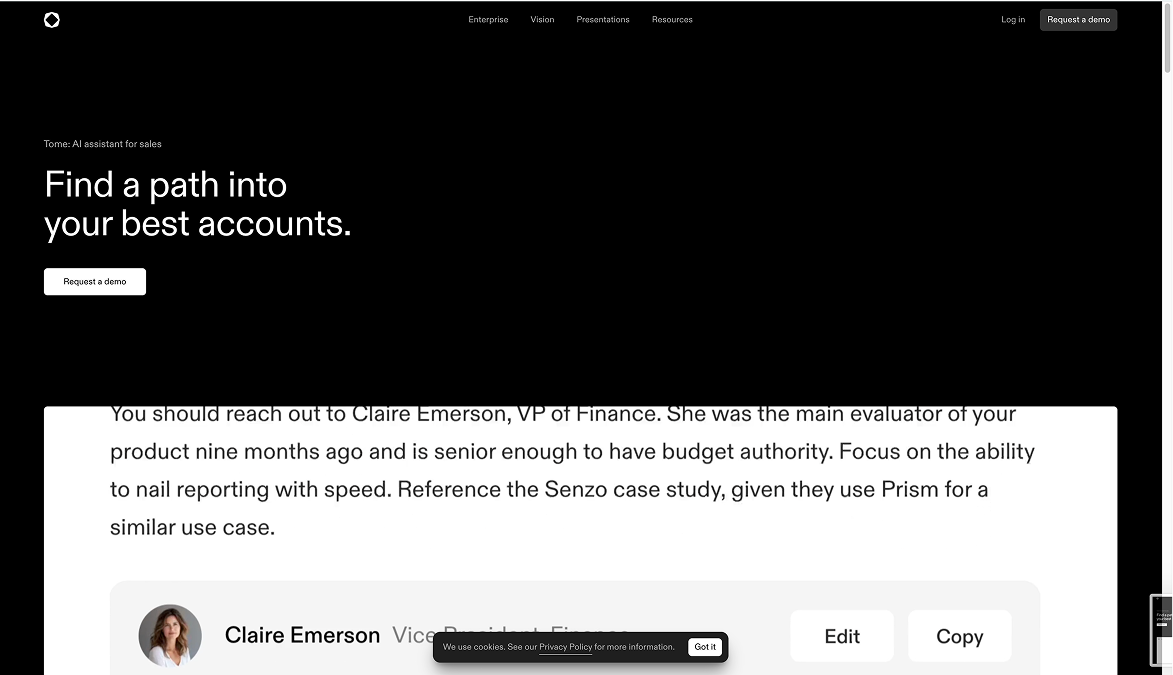 Enterprise
Vision
Presentations
Resources
Log in
Request a demo
Tome: AI assistant for sales
Find a path into
your best accounts.
Request a demo
You should reach out to Claire Emerson, VP of Finance. She was the main evaluator of your
product nine months ago and is senior enough to have budget authority. Focus on the ability
to nail reporting with speed. Reference the Senzo case study, given they use Prism for a
similar use case.
Claire Emerson Vice President, Finance
Edit
Copy
We use cookies. See our Privacy Policy for more information.
Got it